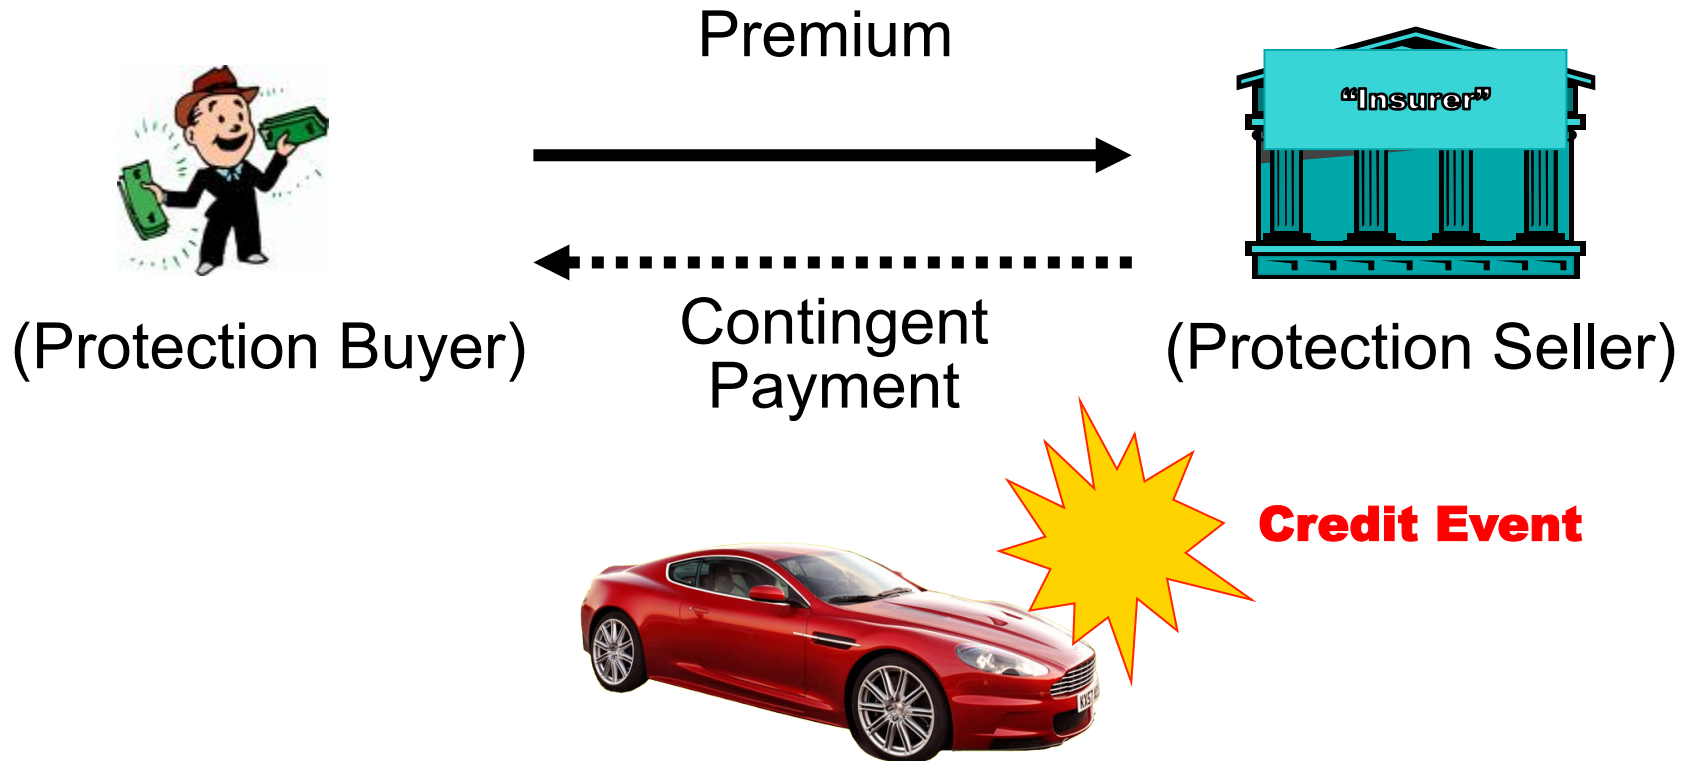 Premium
“Insurer”
(Protection Buyer)
Contingent
Payment
(Protection Seller)
Credit Event